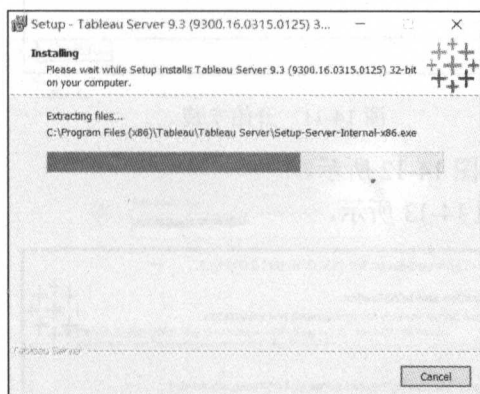 Setup - Tableau Server 9.3 (9300.16.0315.0125) 3...
Installing
Please wait while Setup installs Tableau Server 9.3 (9300.16.0315.0125) 32-bit
on your computer.
Extracting files...
C:\Program Files (x86)\Tableau\Tableau Server\Setup-Server-Internal-x86.exe
Tableau Server
Cancel